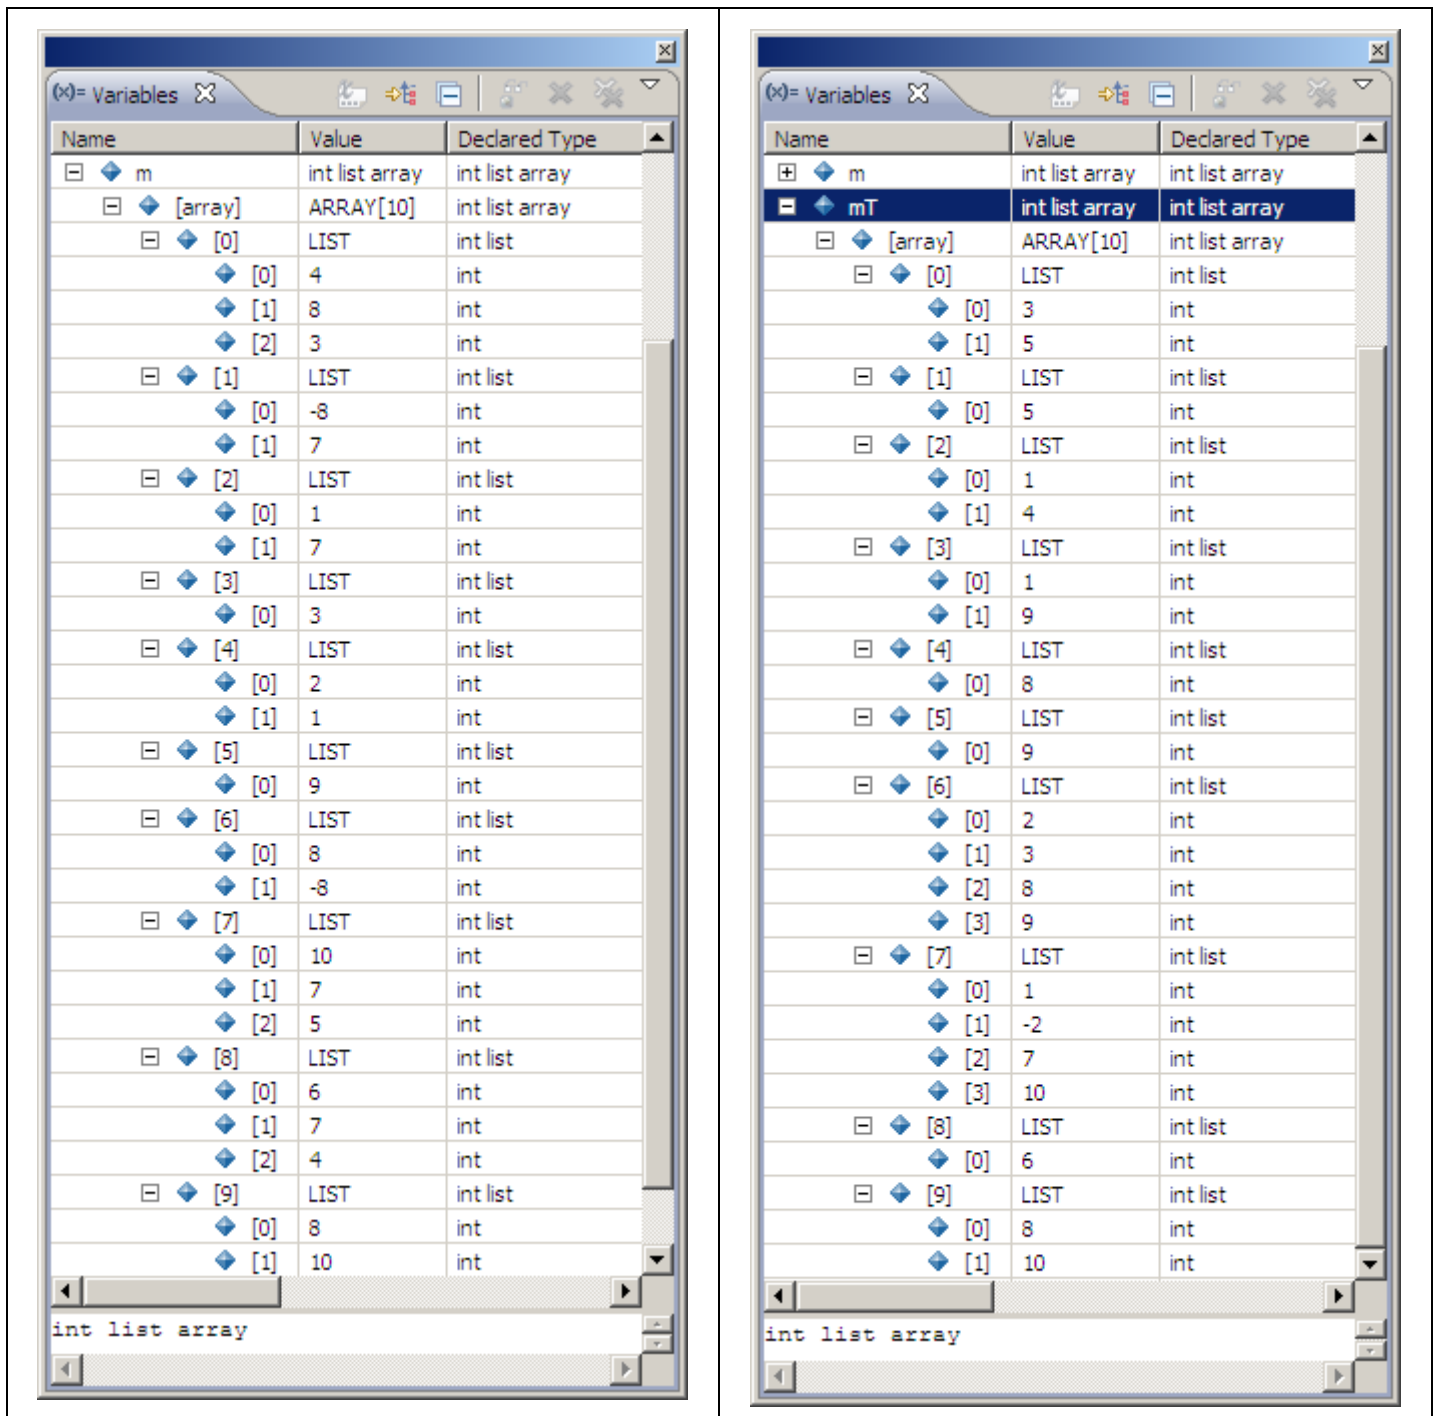 (x)= Variables
Name Value Declared Type
m int list array int list array
[array] ARRAY[10] int list array
[0] LIST int list
[0] 4 int
[1] 8 int
[2] 3 int
[1] LIST int list
[0] -8 int
[1] 7 int
[2] LIST int list
[0] 1 int
[1] 7 int
[3] LIST int list
[0] 3 int
[4] LIST int list
[0] 2 int
[1] 1 int
[5] LIST int list
[0] 9 int
[6] LIST int list
[0] 8 int
[1] -8 int
[7] LIST int list
[0] 10 int
[1] 7 int
[2] 5 int
[8] LIST int list
[0] 6 int
[1] 7 int
[2] 4 int
[9] LIST int list
[0] 8 int
[1] 10 int
int list array
(x)= Variables
Name Value Declared Type
m int list array int list array
mT int list array int list array
[array] ARRAY[10] int list array
[0] LIST int list
[0] 3 int
[1] 5 int
[1] LIST int list
[0] 5 int
[2] LIST int list
[0] 1 int
[1] 4 int
[3] LIST int list
[0] 1 int
[1] 9 int
[4] LIST int list
[0] 8 int
[5] LIST int list
[0] 9 int
[6] LIST int list
[0] 2 int
[1] 3 int
[2] 8 int
[3] 9 int
[7] LIST int list
[0] 1 int
[1] -2 int
[2] 7 int
[3] 10 int
[8] LIST int list
[0] 6 int
[9] LIST int list
[0] 8 int
[1] 10 int
int list array